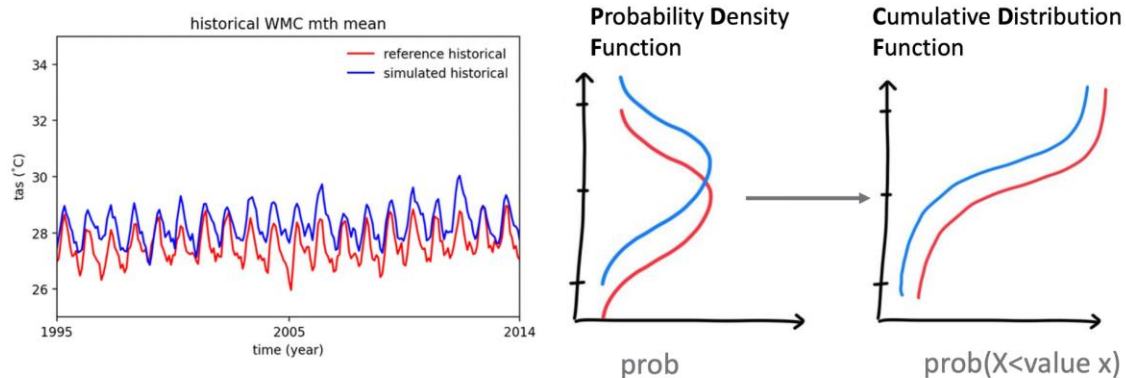 historical WMC mth mean
reference historical
simulated historical
34
32
30
28
26
tas (°C)
1995
2005
2014
time (year)
Probability Density
Function
prob
Cumulative Distribution
Function
prob(X<value x)